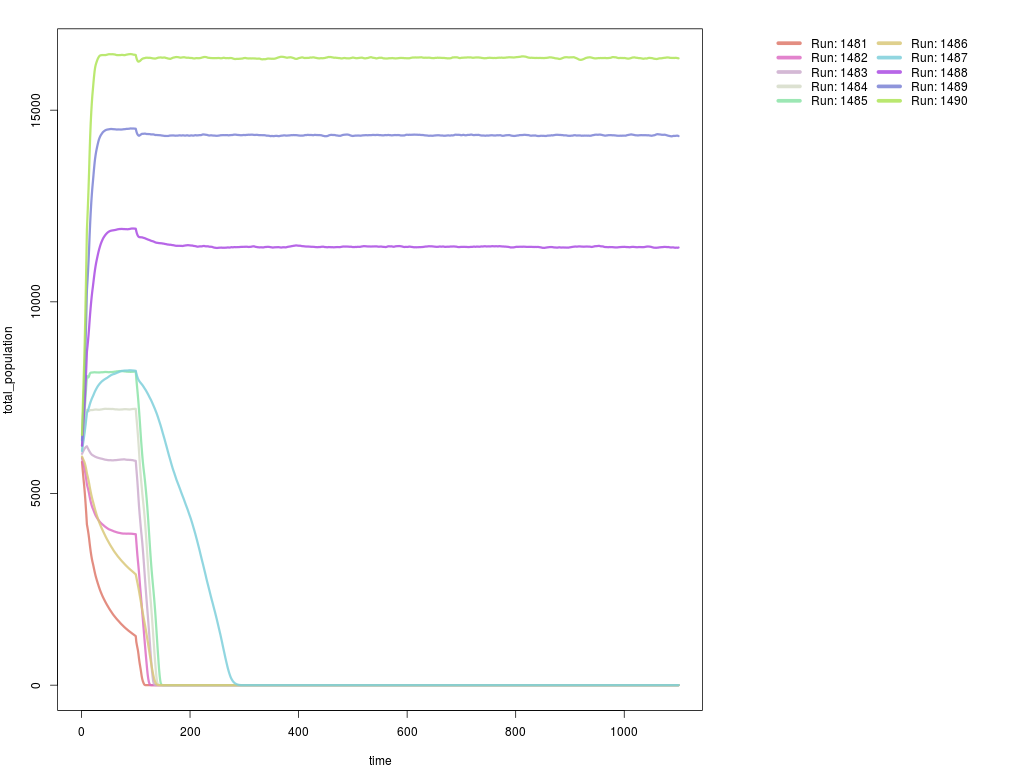 Run: 1481
Run: 1482
Run: 1483
Run: 1484
Run: 1485
Run: 1486
Run: 1487
Run: 1488
Run: 1489
Run: 1490
total_population
15000
10000
5000
0
0
200
400
600
800
1000
time